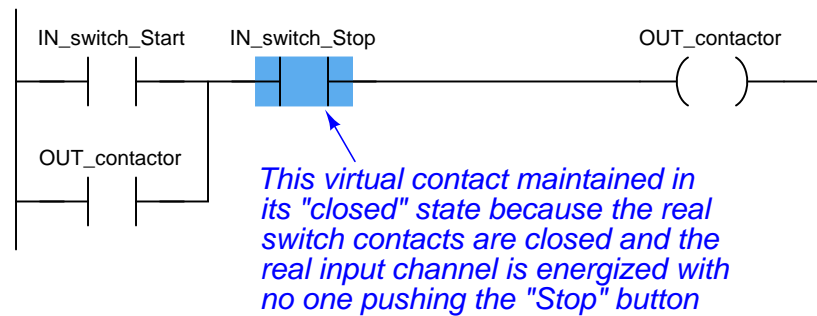 IN_switch_Start IN_switch_Stop OUT_contactor
OUT_contactor
This virtual contact maintained in
its "closed" state because the real
switch contacts are closed and the
real input channel is energized with
no one pushing the "Stop" button